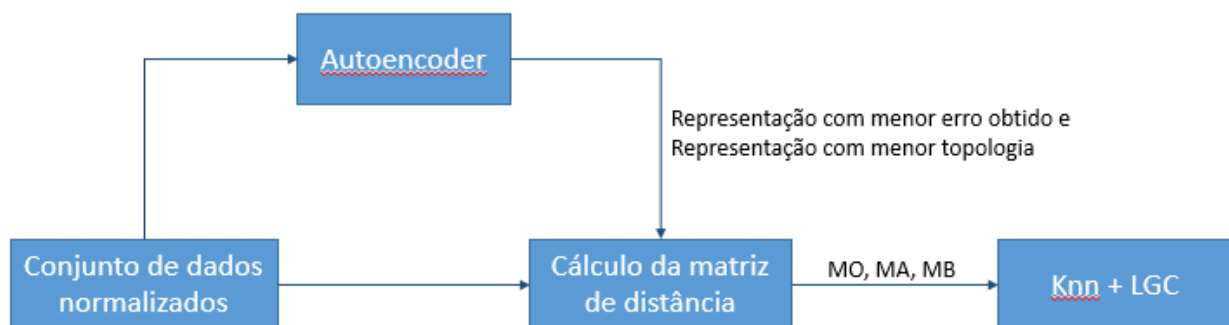 Autoencoder
Representação com menor erro obtido e
Representação com menor topologia
Conjunto de dados
normalizados
Cálculo da matriz
de distância
MO, MA, MB
Knn + LGC